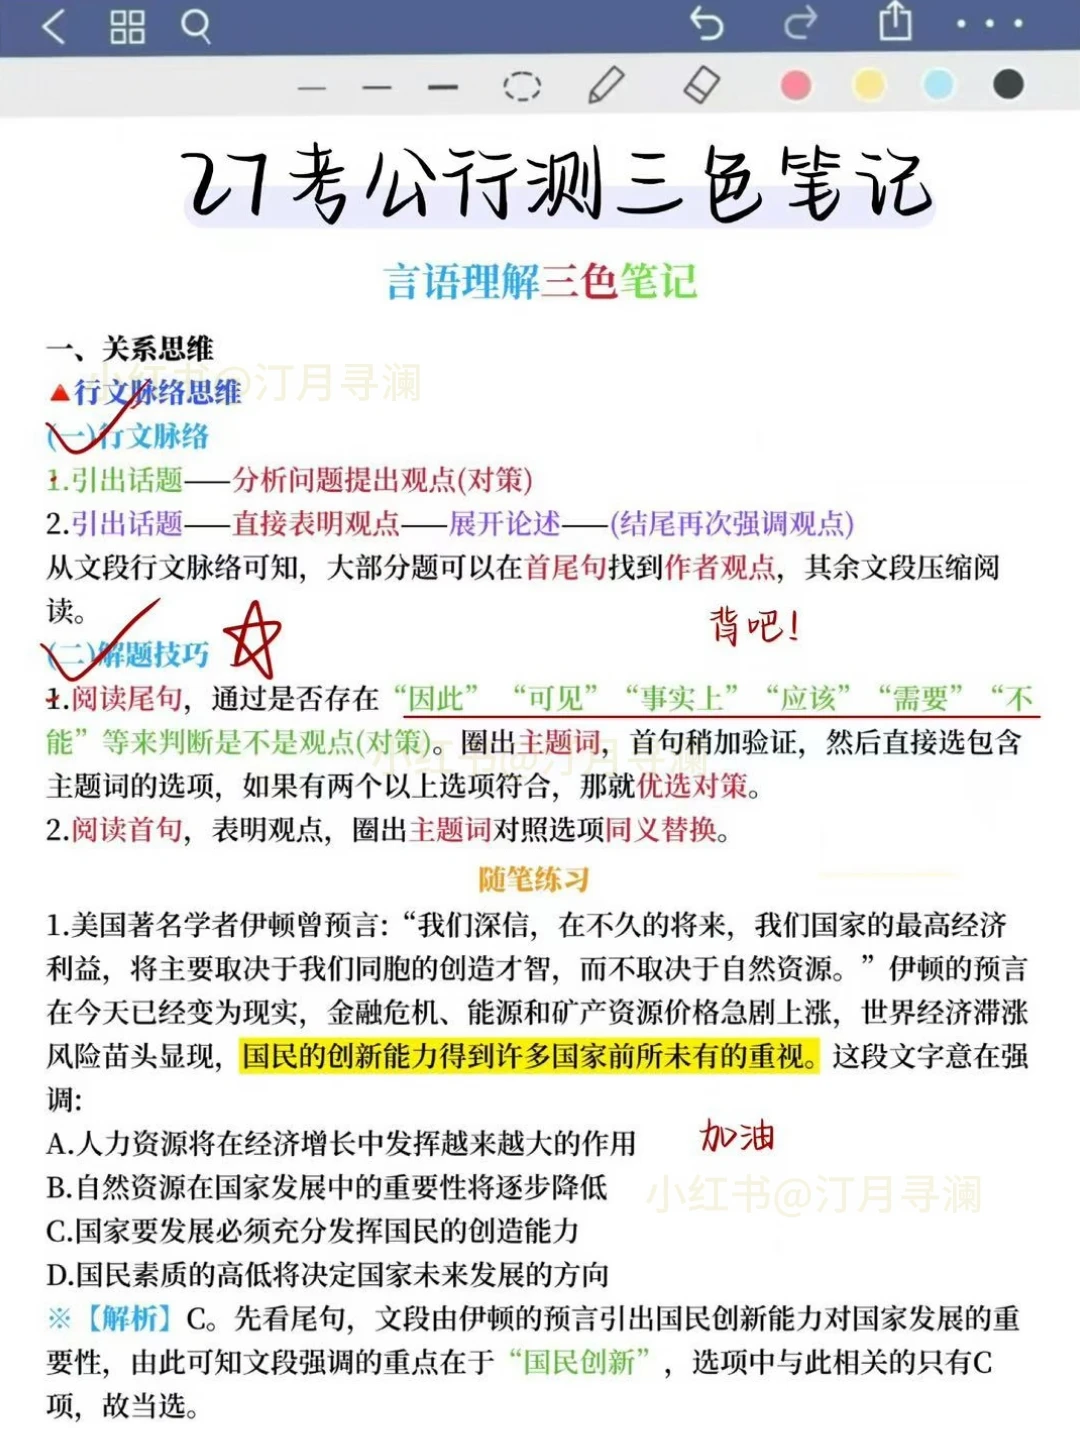 27考公行测三色笔记
言语理解三色笔记
一、关系思维
小红书@汀月寻澜
▲行文脉络思维
(一)行文脉络
1.引出话题——分析问题提出观点(对策)
2.引出话题——直接表明观点——展开论述——(结尾再次强调观点)
从文段行文脉络可知，大部分题可以在首尾句找到作者观点，其余文段压缩阅
读。
背吧！
(二)解题技巧
1.阅读尾句，通过是否存在“因此”“可见”“事实上”“应该”“需要”“不
能”等来判断是不是观点(对策)。圈出主题词，首句稍加验证，然后直接选包含
小红书@汀月寻澜
主题词的选项，如果有两个以上选项符合，那就优选对策。
2.阅读首句，表明观点，圈出主题词对照选项同义替换。
随笔练习
1.美国著名学者伊顿曾预言：“我们深信，在不久的将来，我们国家的最高经济
利益，将主要取决于我们同胞的创造才智，而不取决于自然资源。”伊顿的预言
在今天已经变为现实，金融危机、能源和矿产资源价格急剧上涨，世界经济滞涨
风险苗头显现，国民的创新能力得到许多国家前所未有的重视。这段文字意在强
调：
A.人力资源将在经济增长中发挥越来越大的作用
加油
B.自然资源在国家发展中的重要性将逐步降低
小红书@汀月寻澜
C.国家要发展必须充分发挥国民的创造能力
D.国民素质的高低将决定国家未来发展的方向
※【解析】C。先看尾句，文段由伊顿的预言引出国民创新能力对国家发展的重
要性，由此可知文段强调的重点在于“国民创新”，选项中与此相关的只有C
项，故当选。